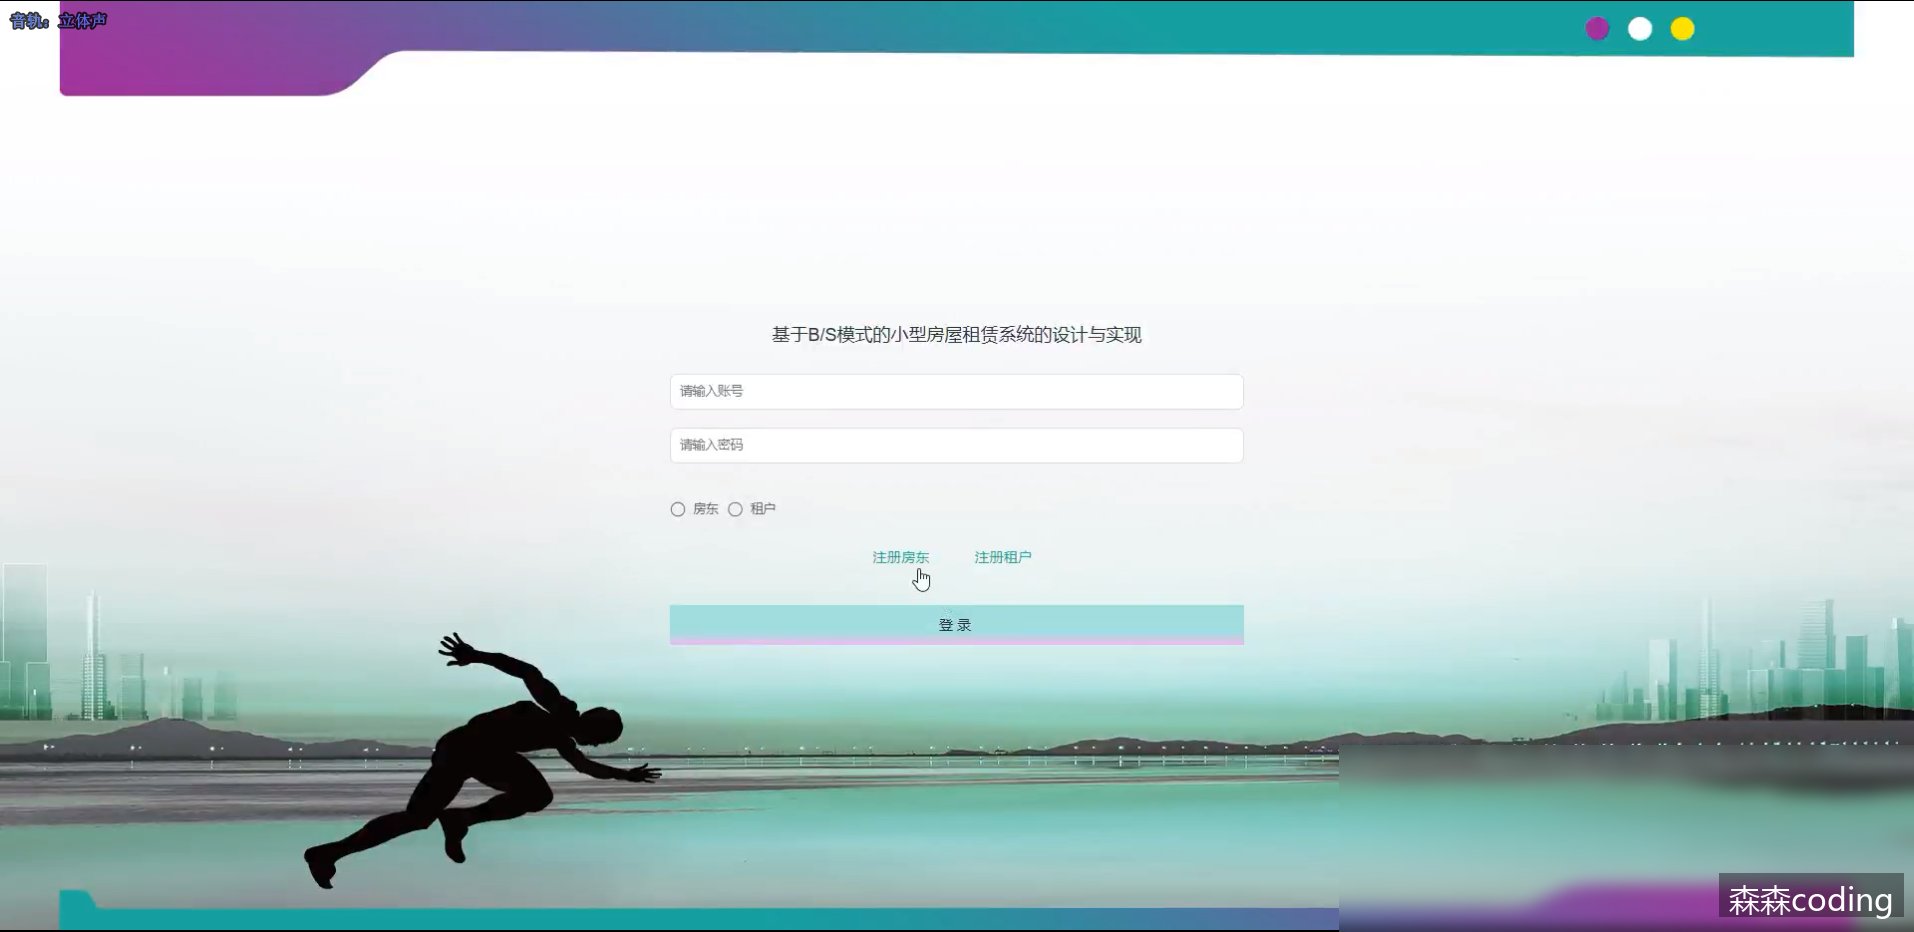 音轨：立体声
基于B/S模式的小型房屋租赁系统的设计与实现
请输入账号
请输入密码
房东 租户
注册房东 注册租户
登 录
森森coding